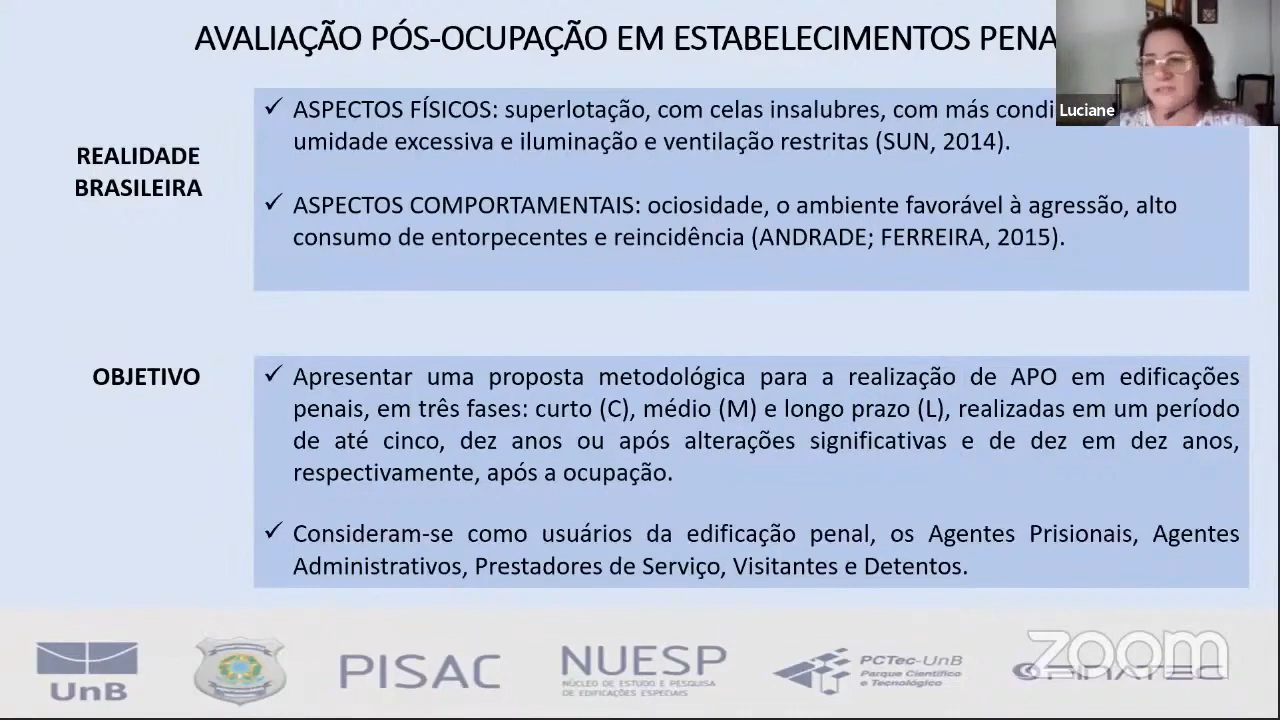 AVALIAÇÃO PÓS-OCUPAÇÃO EM ESTABELECIMENTOS PENA
Luciane
REALIDADE
BRASILEIRA
✓ ASPECTOS FÍSICOS: superlotação, com celas insalubres, com más condi
umidade excessiva e iluminação e ventilação restritas (SUN, 2014).
✓ ASPECTOS COMPORTAMENTAIS: ociosidade, o ambiente favorável à agressão, alto
consumo de entorpecentes e reincidência (ANDRADE; FERREIRA, 2015).
OBJETIVO
✓ Apresentar uma proposta metodológica para a realização de APO em edificações
penais, em três fases: curto (C), médio (M) e longo prazo (L), realizadas em um período
de até cinco, dez anos ou após alterações significativas e de dez em dez anos,
respectivamente, após a ocupação.
✓ Consideram-se como usuários da edificação penal, os Agentes Prisionais, Agentes
Administrativos, Prestadores de Serviço, Visitantes e Detentos.
UnB
PISAC
NUESP
NÚCLEO DE ESTUDO E PESQUISA
DE EDIFICAÇÕES ESPECIAIS
PCTec-UnB
Parque Científico
e Tecnológico
zoom